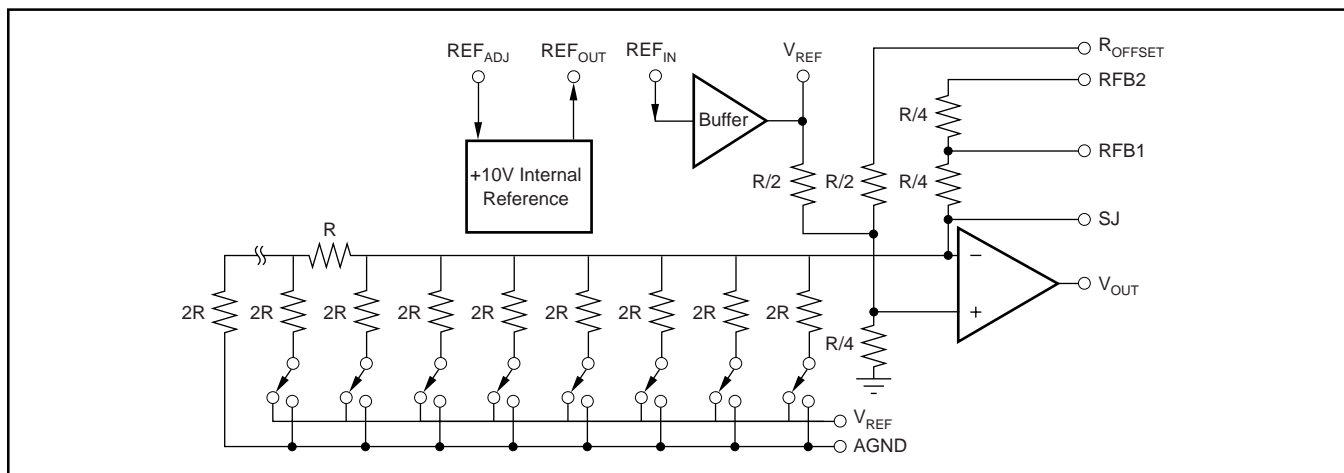 REF_ADJ REF_OUT REF_IN V_REF R_OFFSET
RFB2
R/4
Buffer
RFB1
+10V Internal
Reference
R/2 R/2 R/4
SJ
R
–
V_OUT
2R 2R 2R 2R 2R 2R 2R 2R 2R
+
R/4
V_REF
AGND